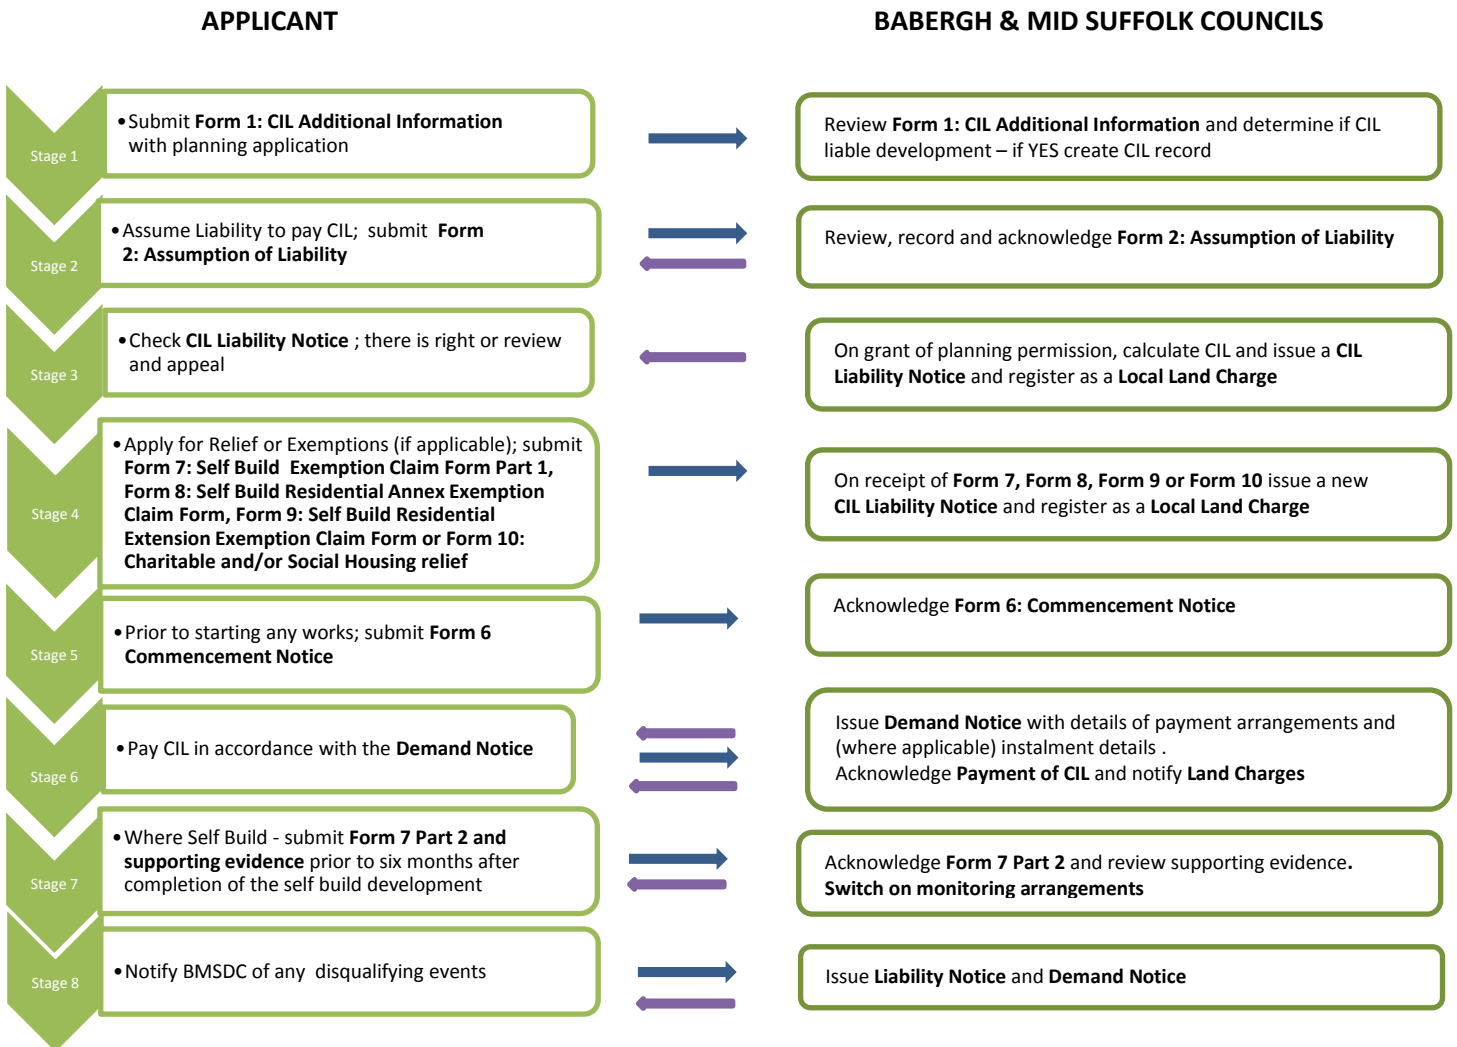 APPLICANT
BABERGH & MID SUFFOLK COUNCILS
Stage 1
•Submit Form 1: CIL Additional Information
with planning application
Review Form 1: CIL Additional Information and determine if CIL
liable development – if YES create CIL record
Stage 2
•Assume Liability to pay CIL; submit Form
2: Assumption of Liability
Review, record and acknowledge Form 2: Assumption of Liability
Stage 3
•Check CIL Liability Notice ; there is right or review
and appeal
On grant of planning permission, calculate CIL and issue a CIL
Liability Notice and register as a Local Land Charge
Stage 4
•Apply for Relief or Exemptions (if applicable); submit
Form 7: Self Build Exemption Claim Form Part 1,
Form 8: Self Build Residential Annex Exemption
Claim Form, Form 9: Self Build Residential
Extension Exemption Claim Form or Form 10:
Charitable and/or Social Housing relief
On receipt of Form 7, Form 8, Form 9 or Form 10 issue a new
CIL Liability Notice and register as a Local Land Charge
Stage 5
•Prior to starting any works; submit Form 6
Commencement Notice
Acknowledge Form 6: Commencement Notice
Stage 6
•Pay CIL in accordance with the Demand Notice
Issue Demand Notice with details of payment arrangements and
(where applicable) instalment details .
Acknowledge Payment of CIL and notify Land Charges
Stage 7
•Where Self Build - submit Form 7 Part 2 and
supporting evidence prior to six months after
completion of the self build development
Acknowledge Form 7 Part 2 and review supporting evidence.
Switch on monitoring arrangements
Stage 8
•Notify BMSDC of any disqualifying events
Issue Liability Notice and Demand Notice